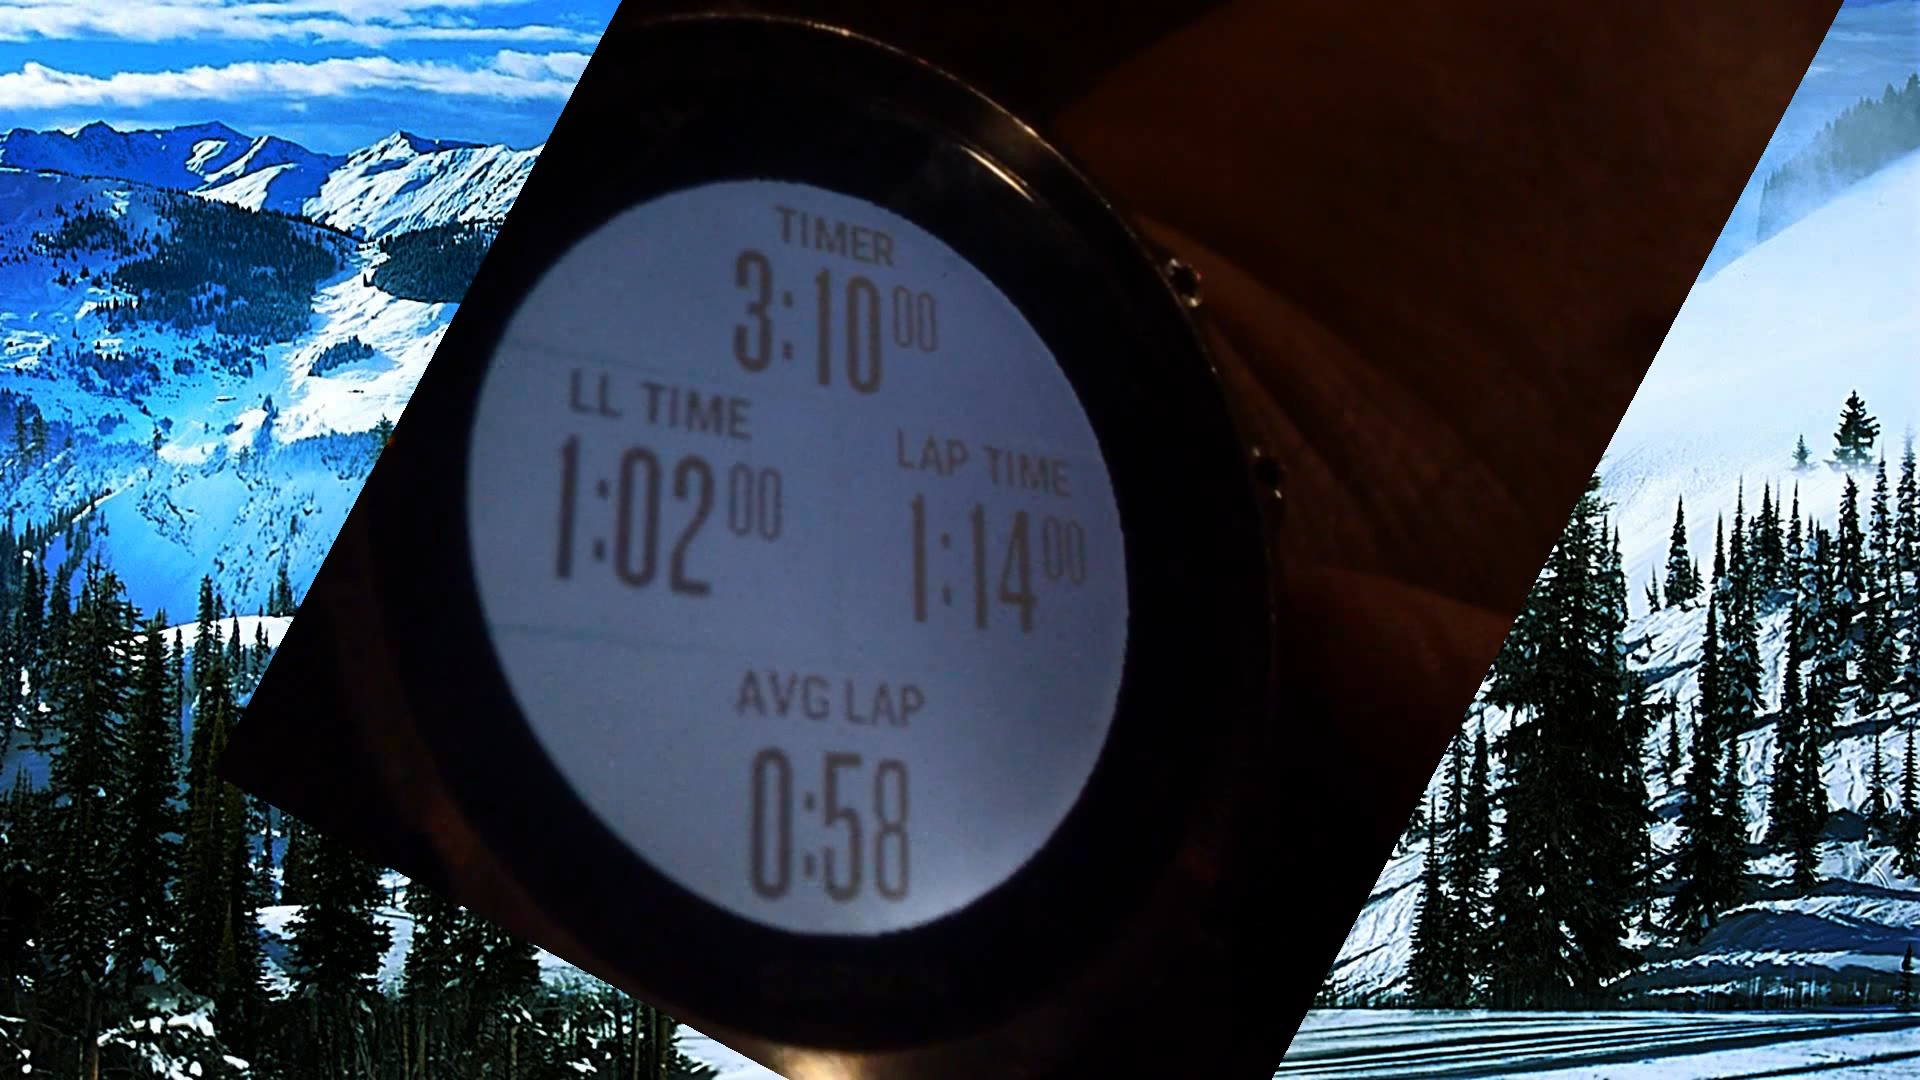 TIMER
3:10 00
LL TIME
1:02 00
LAP TIME
1:14 00
AVG LAP
0:58